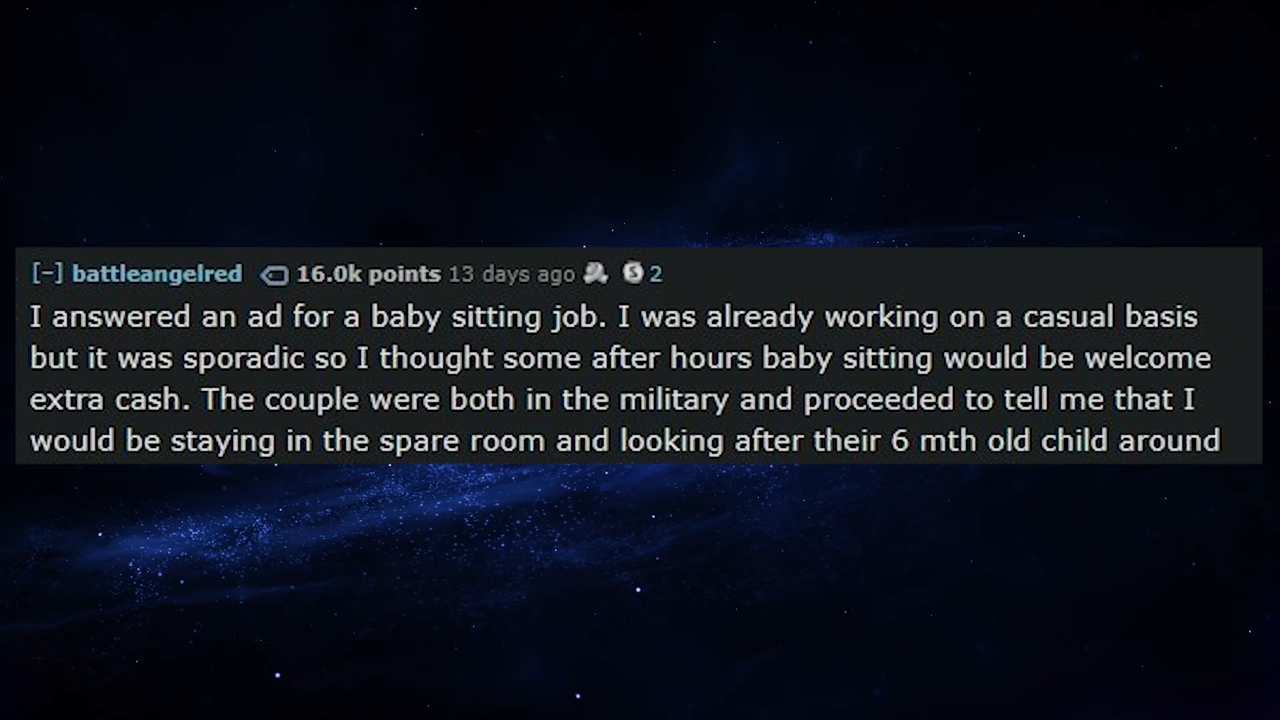 [−] battleangelred 16.0k points 13 days ago S 2
I answered an ad for a baby sitting job. I was already working on a casual basis
but it was sporadic so I thought some after hours baby sitting would be welcome
extra cash. The couple were both in the military and proceeded to tell me that I
would be staying in the spare room and looking after their 6 mth old child around